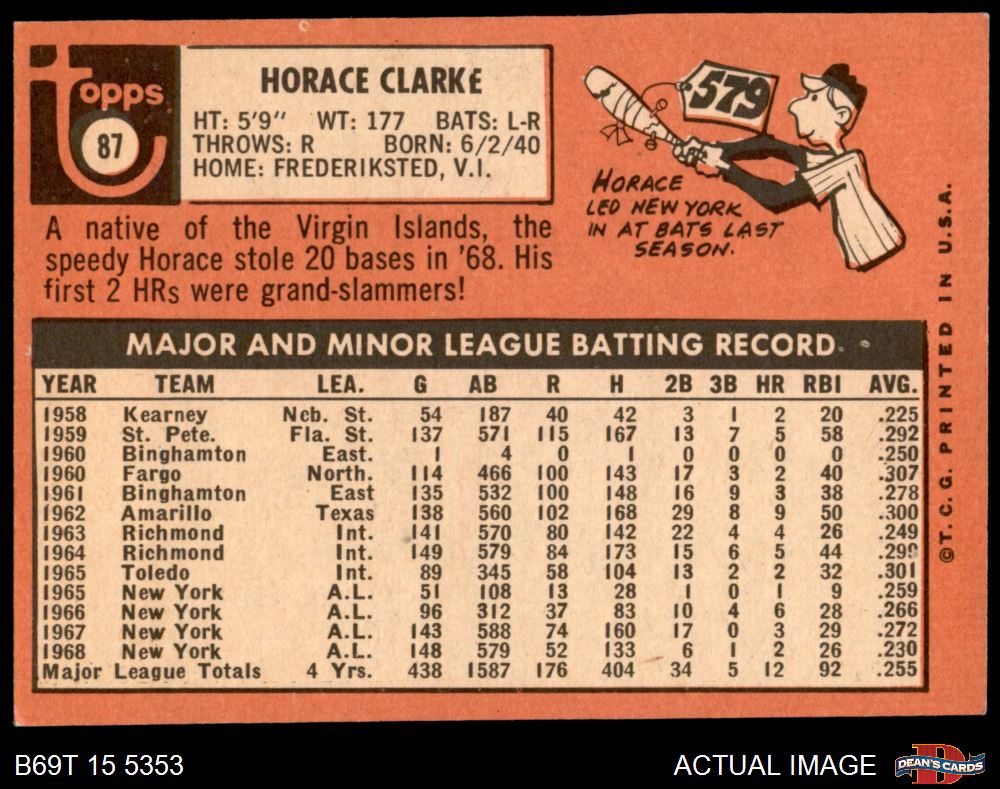 topps
87
HORACE CLARKE
HT: 5'9" WT: 177 BATS: L-R
THROWS: R BORN: 6/2/40
HOME: FREDERIKSTED, V.I.
579
HORACE
LED NEW YORK
IN AT BATS LAST
SEASON.
A native of the Virgin Islands, the
speedy Horace stole 20 bases in '68. His
first 2 HRs were grand-slammers!
MAJOR AND MINOR LEAGUE BATTING RECORD
YEAR TEAM LEA. G AB R H 2B 3B HR RBI AVG.
1958 Kearney Neb. St. 54 187 40 42 3 1 2 20 .225
1959 St. Pete. Fla. St. 137 571 115 167 13 7 5 58 .292
1960 Binghamton East. 1 4 0 1 0 0 0 0 .250
1960 Fargo North. 114 466 100 143 17 3 2 40 .307
1961 Binghamton East 135 532 100 148 16 9 3 38 .278
1962 Amarillo Texas 138 560 102 168 29 8 9 50 .300
1963 Richmond Int. 141 570 80 142 22 4 4 26 .249
1964 Richmond Int. 149 579 84 173 15 6 5 44 .299
1965 Toledo Int. 89 345 58 104 13 2 2 32 .301
1965 New York A.L. 51 108 13 28 1 0 1 9 .259
1966 New York A.L. 96 312 37 83 10 4 6 28 .266
1967 New York A.L. 143 588 74 160 17 0 3 29 .272
1968 New York A.L. 148 579 52 133 6 1 2 26 .230
Major League Totals 4 Yrs. 438 1587 176 404 34 5 12 92 .255
©T. C. G. PRINTED IN U.S.A.
B69T 15 5353
ACTUAL IMAGE
D
DEAN'S CARDS